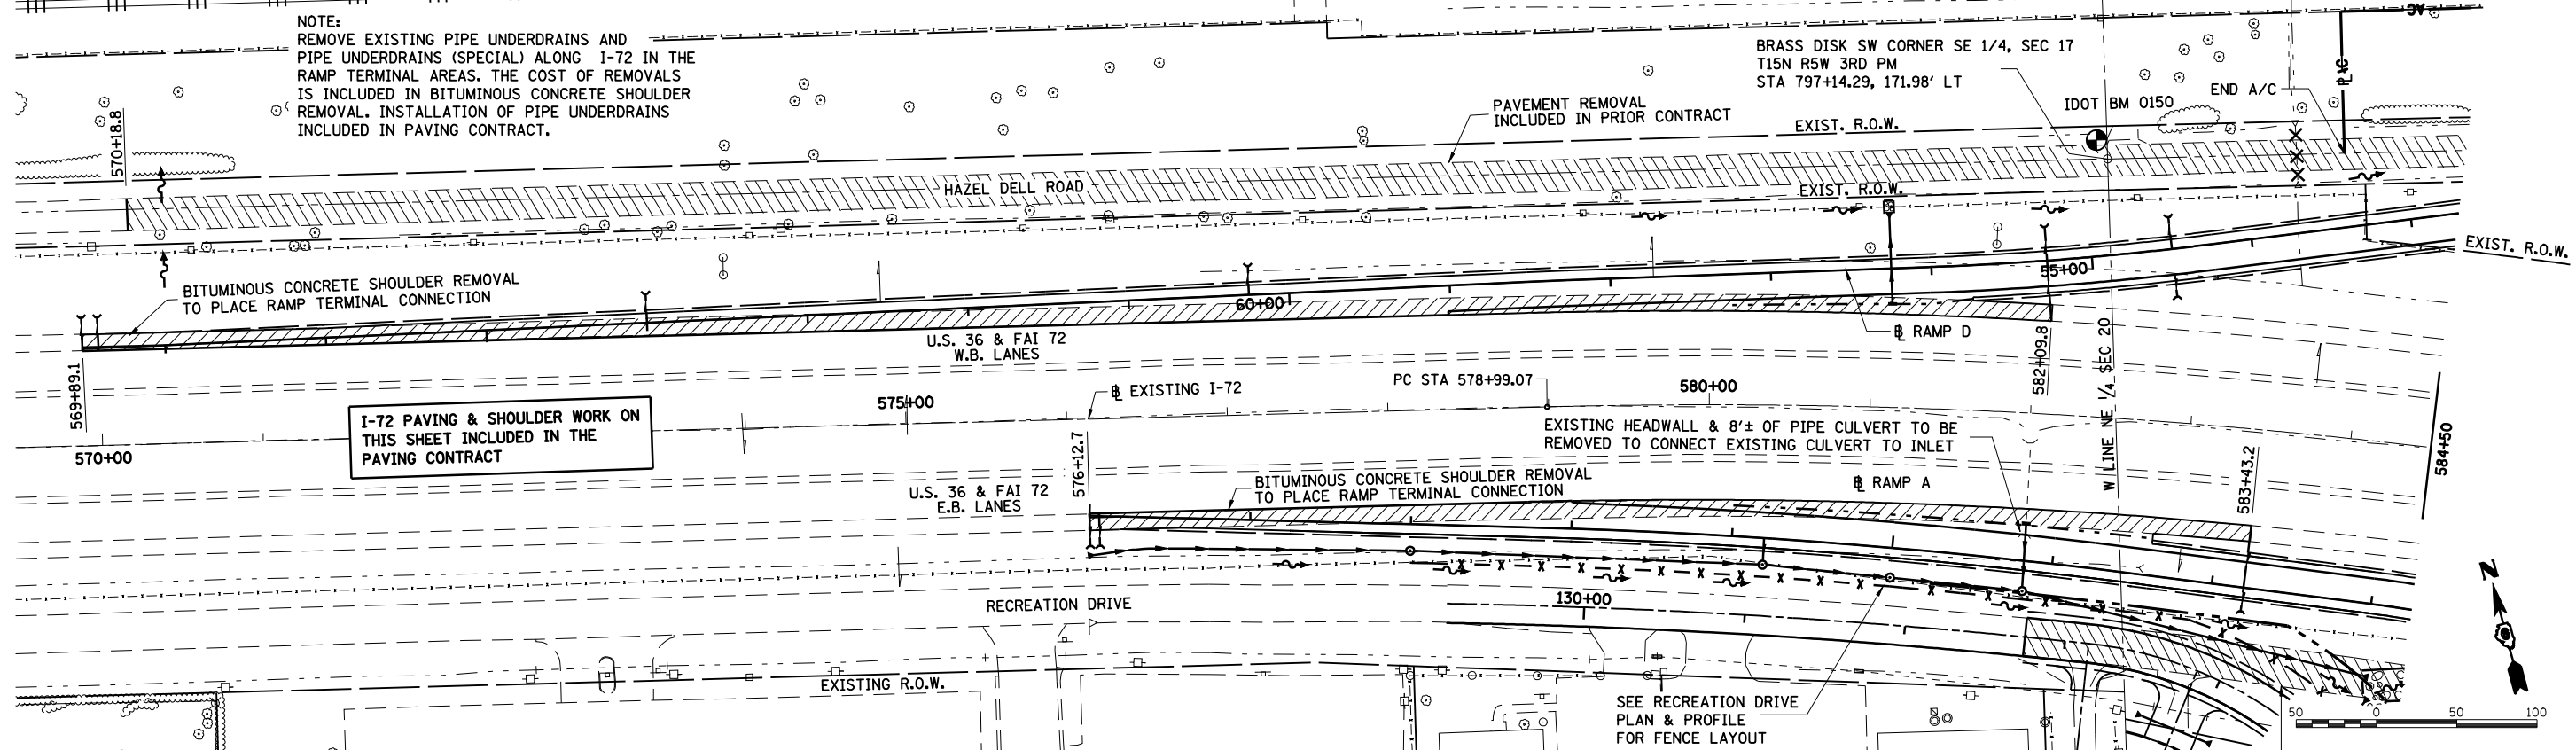 NOTE:
REMOVE EXISTING PIPE UNDERDRAINS AND
PIPE UNDERDRAINS (SPECIAL) ALONG I-72 IN THE
RAMP TERMINAL AREAS. THE COST OF REMOVALS
IS INCLUDED IN BITUMINOUS CONCRETE SHOULDER
REMOVAL. INSTALLATION OF PIPE UNDERDRAINS
INCLUDED IN PAVING CONTRACT.
BRASS DISK SW CORNER SE 1/4, SEC 17
T15N R5W 3RD PM
STA 797+14.29, 171.98' LT
IDOT BM 0150
END A/C
AC
PAVEMENT REMOVAL
INCLUDED IN PRIOR CONTRACT
EXIST. R.O.W.
570+18.8
HAZEL DELL ROAD
EXIST. R.O.W.
EXIST. R.O.W.
BITUMINOUS CONCRETE SHOULDER REMOVAL
TO PLACE RAMP TERMINAL CONNECTION
60+00
55+00
℄ RAMP D
U.S. 36 & FAI 72
W.B. LANES
569+89.1
582+09.8
W LINE NE 1/4 SEC 20
℄ EXISTING I-72
PC STA 578+99.07
580+00
575+00
570+00
I-72 PAVING & SHOULDER WORK ON
THIS SHEET INCLUDED IN THE
PAVING CONTRACT
EXISTING HEADWALL & 8'± OF PIPE CULVERT TO BE
REMOVED TO CONNECT EXISTING CULVERT TO INLET
576+12.7
583+43.2
584+50
U.S. 36 & FAI 72
E.B. LANES
BITUMINOUS CONCRETE SHOULDER REMOVAL
TO PLACE RAMP TERMINAL CONNECTION
℄ RAMP A
RECREATION DRIVE
130+00
EXISTING R.O.W.
SEE RECREATION DRIVE
PLAN & PROFILE
FOR FENCE LAYOUT
N
50 0 50 100